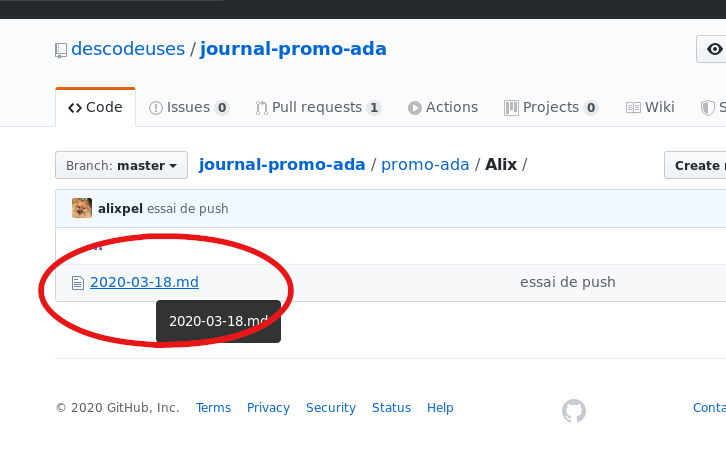 descodeuses / journal-promo-ada
Code Issues 0 Pull requests 1 Actions Projects 0 Wiki
Branch: master journal-promo-ada / promo-ada / Alix / Create
alixpel essai de push
..
2020-03-18.md essai de push
2020-03-18.md
© 2020 GitHub, Inc. Terms Privacy Security Status Help